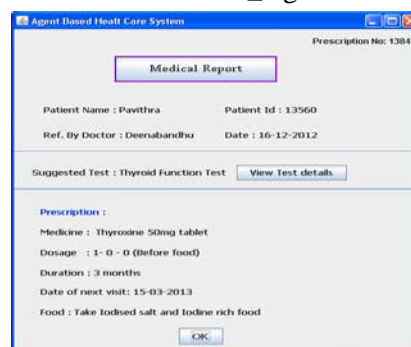 Agent Based Healt Care System
Prescription No: 1384
Medical Report
Patient Name : Pavithra Patient Id : 13560
Ref. By Doctor : Deenabandhu Date : 16-12-2012
Suggested Test : Thyroid Function Test View Test details
Prescription :
Medicine : Thyroxine 50mg tablet
Dosage : 1- 0 - 0 (Before food)
Duration : 3 months
Date of next visit: 15-03-2013
Food : Take Iodised salt and Iodine rich food
OK